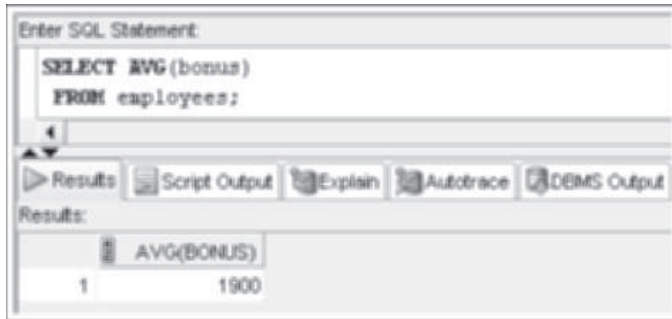 Enter SQL Statement:
SELECT AVG(bonus)
FROM employees;
Results Script Output Explain Autotrace DBMS Output
Results:
AVG(BONUS)
1 1900